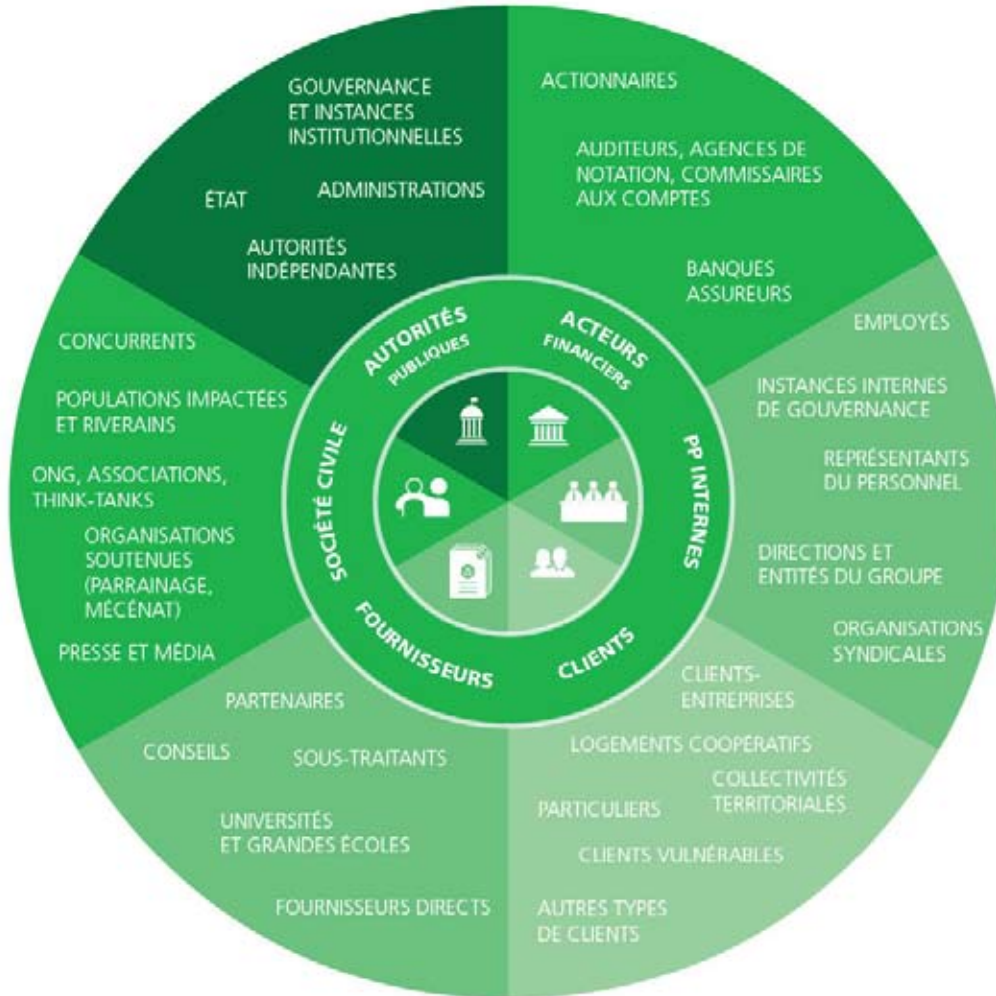 GOUVERNANCE
ET INSTANCES
INSTITUTIONNELLES
ÉTAT
ADMINISTRATIONS
AUTORITÉS
INDÉPENDANTES
ACTIONNAIRES
AUDITEURS, AGENCES DE
NOTATION, COMMISSAIRES
AUX COMPTES
BANQUES
ASSUREURS
EMPLOYÉS
INSTANCES INTERNES
DE GOUVERNANCE
REPRÉSENTANTS
DU PERSONNEL
DIRECTIONS ET
ENTITÉS DU GROUPE
ORGANISATIONS
SYNDICALES
CLIENTS-
ENTREPRISES
LOGEMENTS COOPÉRATIFS
COLLECTIVITÉS
TERRITORIALES
PARTICULIERS
CLIENTS VULNÉRABLES
AUTRES TYPES
DE CLIENTS
PARTENAIRES
CONSEILS
SOUS-TRAITANTS
UNIVERSITÉS
ET GRANDES ÉCOLES
FOURNISSEURS DIRECTS
CONCURRENTS
POPULATIONS IMPACTÉES
ET RIVERAINS
ONG, ASSOCIATIONS,
THINK-TANKS
ORGANISATIONS
SOUTENUES
(PARRAINAGE,
MÉCÉNAT)
PRESSE ET MÉDIA
AUTORITÉS
PUBLIQUES
ACTEURS
FINANCIERS
PP INTERNES
CLIENTS
FOURNISSEURS
SOCIÉTÉ CIVILE